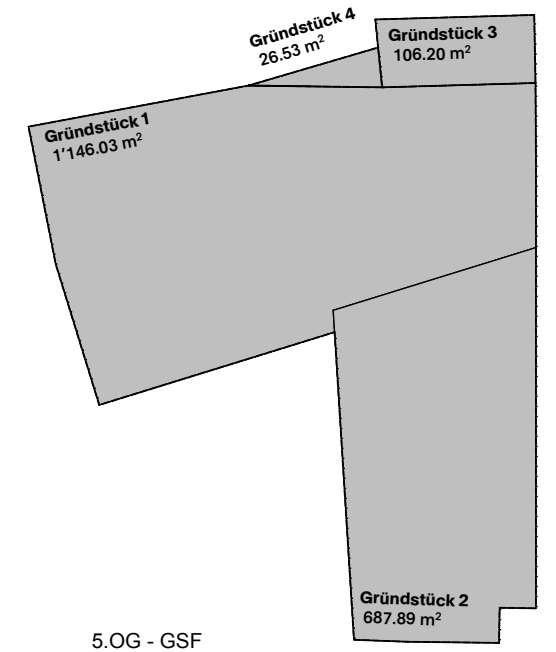 Gründstück 4
26.53 m²
Gründstück 3
106.20 m²
Gründstück 1
1'146.03 m²
Gründstück 2
687.89 m²
5.OG - GSF